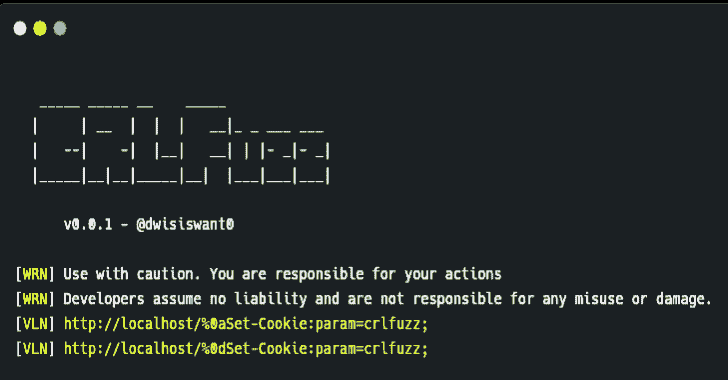 CRLFuzz
v0.0.1 - @dwisiswant0
[WRN] Use with caution. You are responsible for your actions
[WRN] Developers assume no liability and are not responsible for any misuse or damage.
[VLN] http://localhost/%0aSet-Cookie:param=crlfuzz;
[VLN] http://localhost/%0dSet-Cookie:param=crlfuzz;